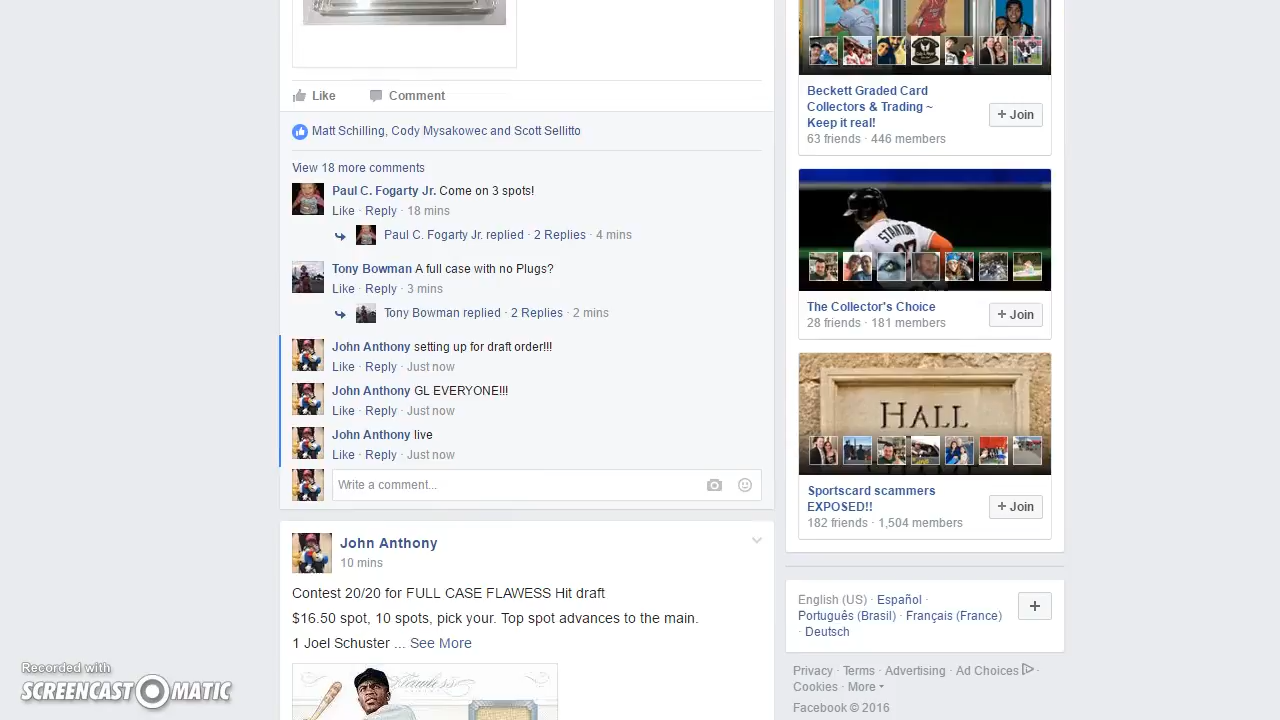 Like Comment
Matt Schilling, Cody Mysakowec and Scott Sellitto
View 18 more comments
Paul C. Fogarty Jr. Come on 3 spots!
Like · Reply · 18 mins
Paul C. Fogarty Jr. replied · 2 Replies · 4 mins
Tony Bowman A full case with no Plugs?
Like · Reply · 3 mins
Tony Bowman replied · 2 Replies · 2 mins
John Anthony setting up for draft order!!!
Like · Reply · Just now
John Anthony GL EVERYONE!!!
Like · Reply · Just now
John Anthony live
Like · Reply · Just now
Write a comment...
John Anthony
10 mins
Contest 20/20 for FULL CASE FLAWESS Hit draft
$16.50 spot, 10 spots, pick your. Top spot advances to the main.
1 Joel Schuster ... See More
Flawless
Beckett Graded Card
Collectors & Trading ~
Keep it real!
+ Join
63 friends · 446 members
STANTON
The Collector's Choice
+ Join
28 friends · 181 members
HALL
Sportscard scammers
EXPOSED!!
+ Join
182 friends · 1,504 members
English (US) · Español ·
Português (Brasil) · Français (France)
· Deutsch
+
Privacy · Terms · Advertising · Ad Choices ·
Cookies · More
Facebook © 2016
Recorded with
SCREENCAST-O-MATIC